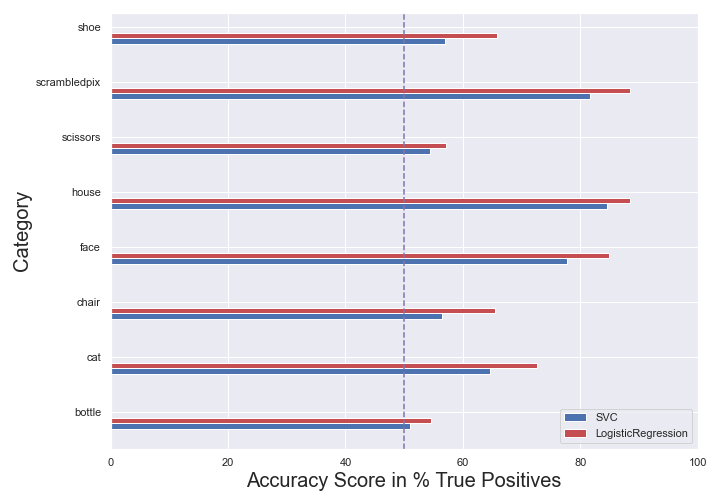 shoe
scrambledpix
scissors
house
face
chair
cat
bottle
Category
SVC
LogisticRegression
0 20 40 60 80 100
Accuracy Score in % True Positives